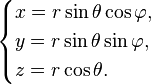 x = r sin θ cos φ,
y = r sin θ sin φ,
z = r cos θ.